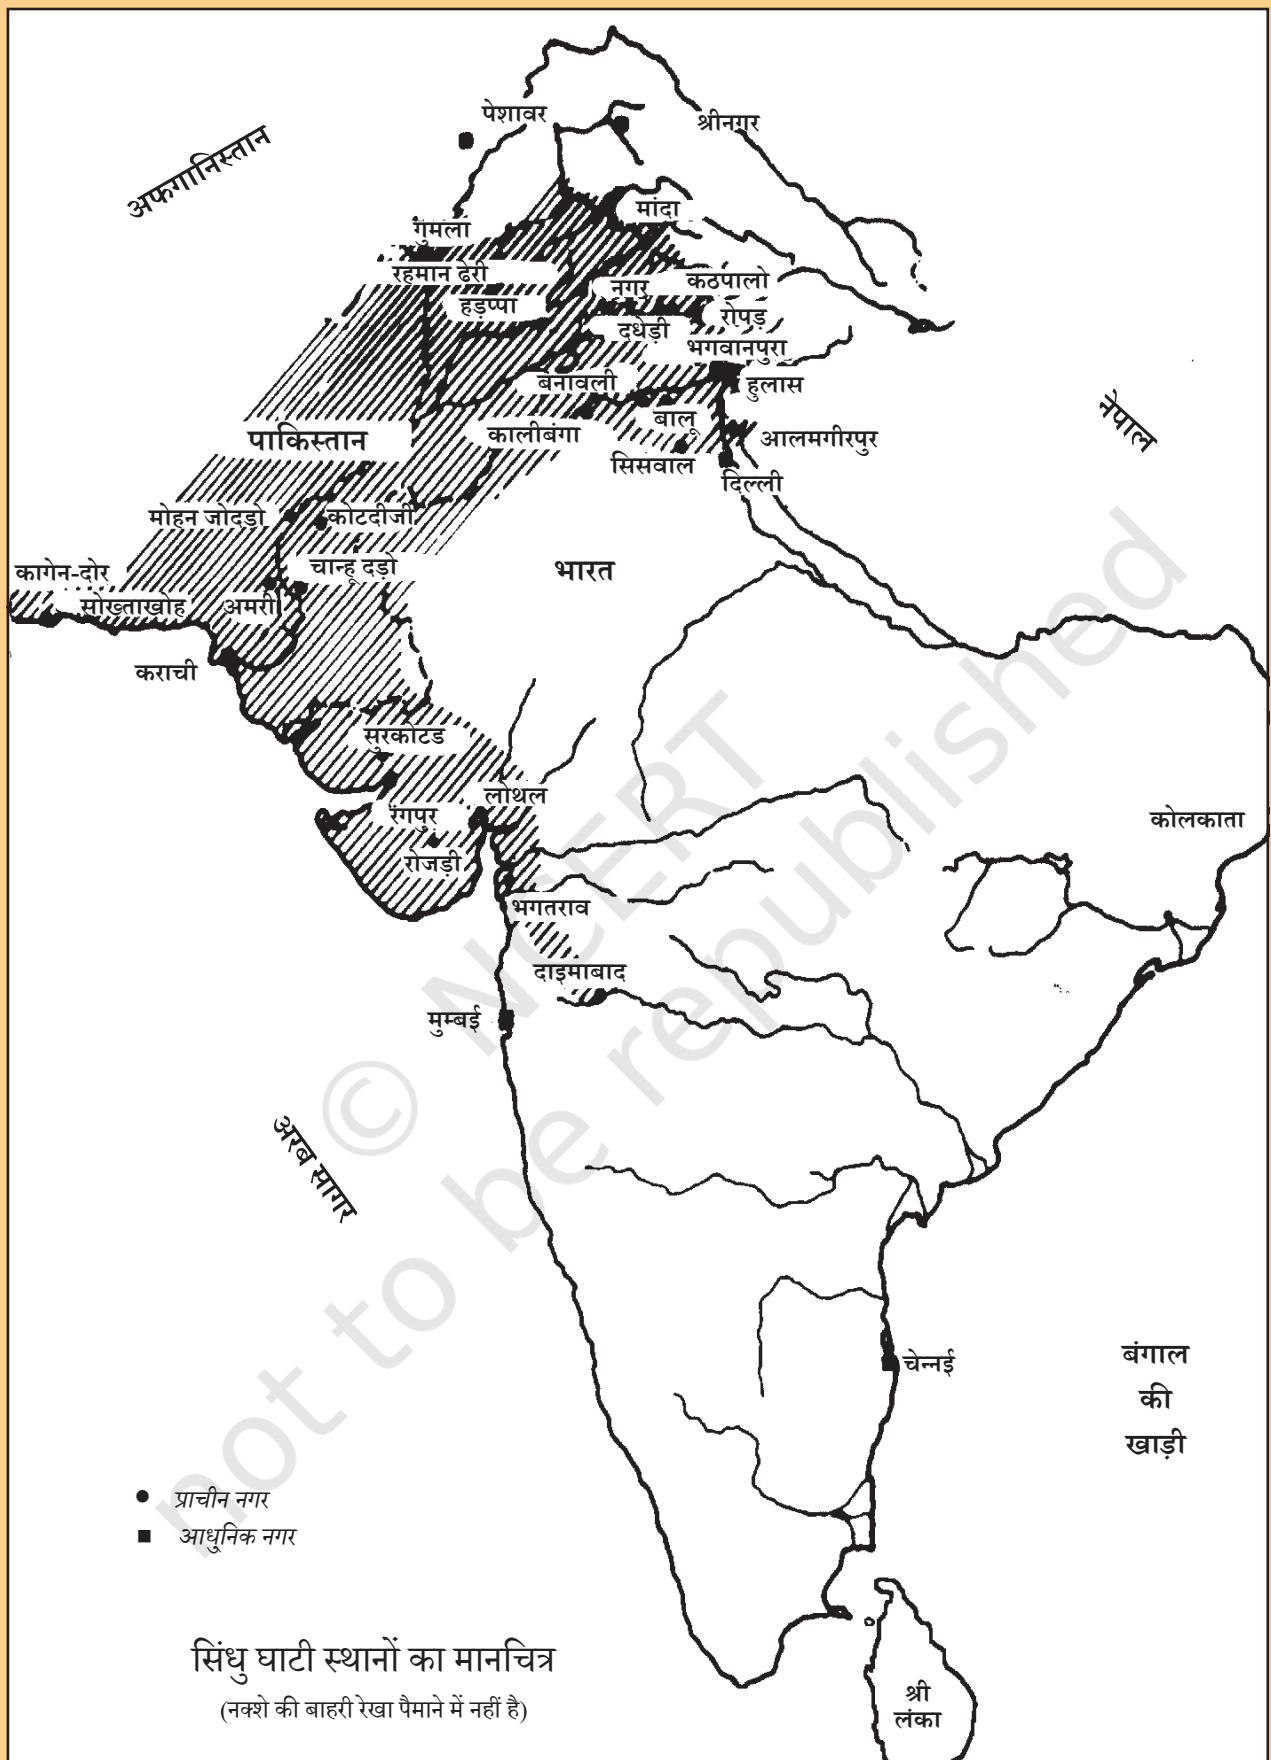 पेशावर
श्रीनगर
अफगानिस्तान
मांदा
गुमला
रहमान ढेरी
नगर
कठपालो
हड़प्पा
रोपड़
दधेड़ी
भगवानपुरा
बनावली
हुलास
नेपाल
बालू
पाकिस्तान
कालीबंगा
आलमगीरपुर
सिसवाल
दिल्ली
मोहन जोदड़ो
कोटदीजी
कागेन-दोर
चान्हू दड़ो
भारत
सोख्ताखोह
अमरी
कराची
सुरकोटड
लोथल
रंगपुर
कोलकाता
रोजड़ी
भगतराव
दाइमाबाद
मुम्बई
अरब सागर
चेन्नई
बंगाल
की
खाड़ी
प्राचीन नगर
आधुनिक नगर
सिंधु घाटी स्थानों का मानचित्र
(नक्शे की बाहरी रेखा पैमाने में नहीं है)
श्री
लंका
© NCERT
not to be republished